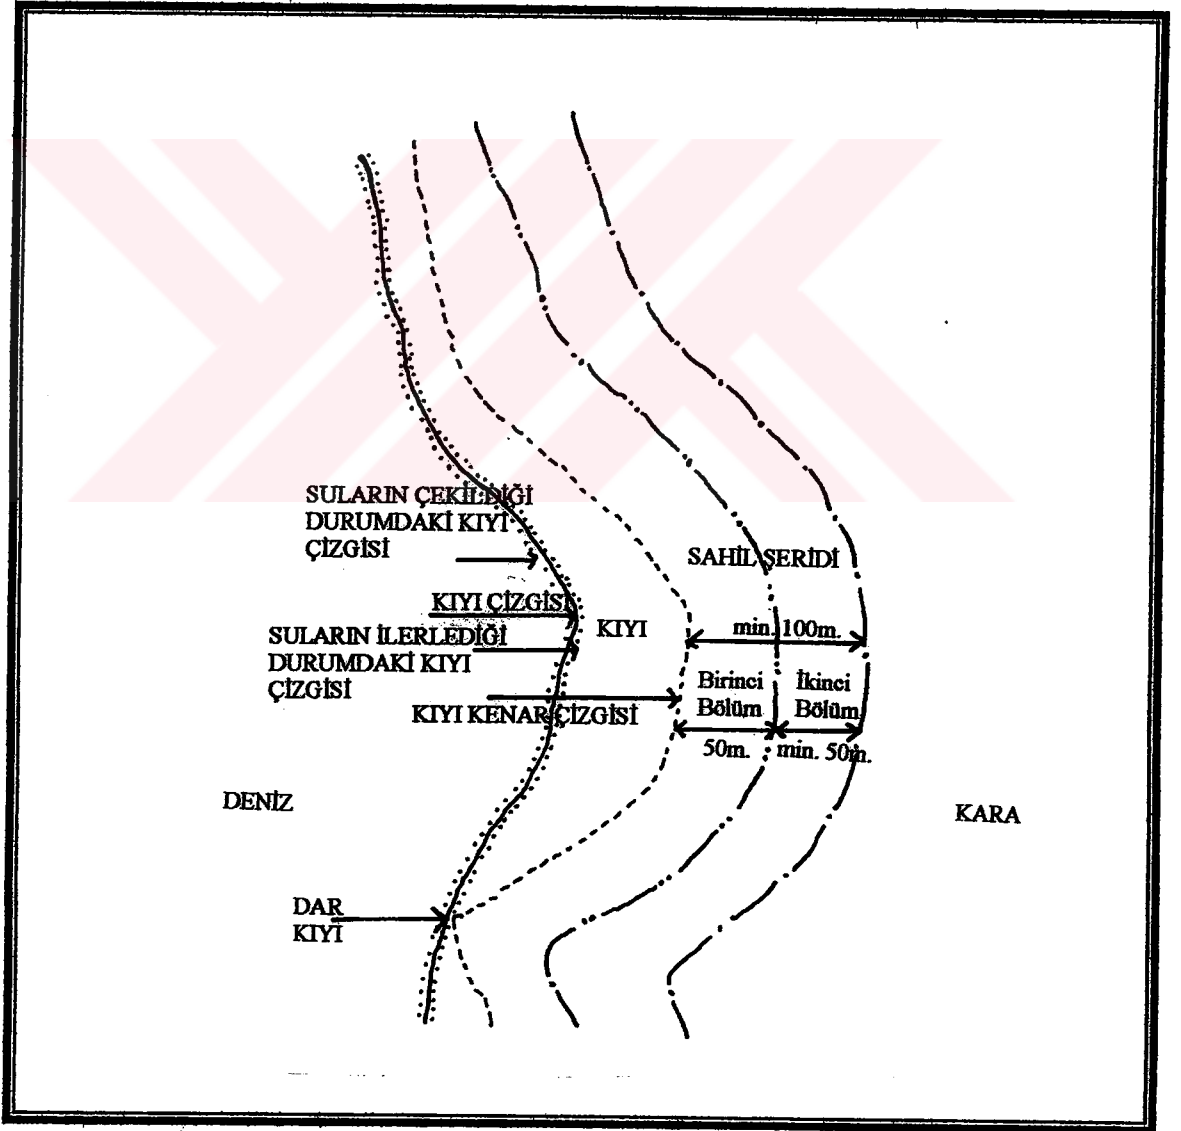 SULARIN ÇEKİLDİĞİ
DURUMDAKİ KIYI
ÇİZGİSİ
SAHİL ŞERİDİ
KIYI ÇİZGİSİ
KIYI
min. 100m.
SULARIN İLERLEDİĞİ
DURUMDAKİ KIYI
ÇİZGİSİ
Birinci
Bölüm
İkinci
Bölüm
KIYI KENAR ÇİZGİSİ
50m.
min. 50m.
DENİZ
KARA
DAR
KIYI